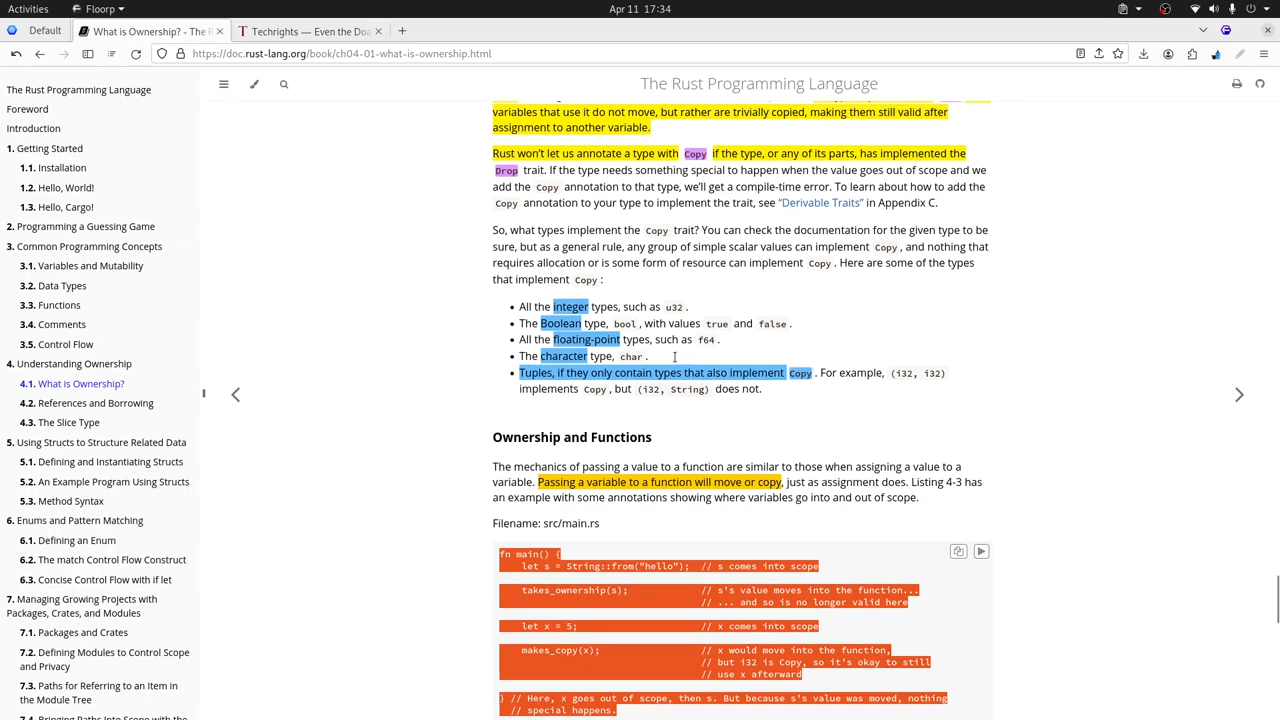 Activities
Floorp
Apr 11 17:34
Default
What is Ownership? - The R
Techrights — Even the Doa
https://doc.rust-lang.org/book/ch04-01-what-is-ownership.html
The Rust Programming Language
Foreword
Introduction
1. Getting Started
1.1. Installation
1.2. Hello, World!
1.3. Hello, Cargo!
2. Programming a Guessing Game
3. Common Programming Concepts
3.1. Variables and Mutability
3.2. Data Types
3.3. Functions
3.4. Comments
3.5. Control Flow
4. Understanding Ownership
4.1. What is Ownership?
4.2. References and Borrowing
4.3. The Slice Type
5. Using Structs to Structure Related Data
5.1. Defining and Instantiating Structs
5.2. An Example Program Using Structs
5.3. Method Syntax
6. Enums and Pattern Matching
6.1. Defining an Enum
6.2. The match Control Flow Construct
6.3. Concise Control Flow with if let
7. Managing Growing Projects with
Packages, Crates, and Modules
7.1. Packages and Crates
7.2. Defining Modules to Control Scope
and Privacy
7.3. Paths for Referring to an Item in
the Module Tree
7.4. Bringing Paths Into Scope with the
The Rust Programming Language
variables that use it do not move, but rather are trivially copied, making them still valid after
assignment to another variable.
Rust won’t let us annotate a type with Copy if the type, or any of its parts, has implemented the
Drop trait. If the type needs something special to happen when the value goes out of scope and we
add the Copy annotation to that type, we’ll get a compile-time error. To learn about how to add the
Copy annotation to your type to implement the trait, see “Derivable Traits” in Appendix C.
So, what types implement the Copy trait? You can check the documentation for the given type to be
sure, but as a general rule, any group of simple scalar values can implement Copy, and nothing that
requires allocation or is some form of resource can implement Copy. Here are some of the types
that implement Copy:
• All the integer types, such as u32.
• The Boolean type, bool, with values true and false.
• All the floating-point types, such as f64.
• The character type, char.
• Tuples, if they only contain types that also implement Copy. For example, (i32, i32)
implements Copy, but (i32, String) does not.
Ownership and Functions
The mechanics of passing a value to a function are similar to those when assigning a value to a
variable. Passing a variable to a function will move or copy, just as assignment does. Listing 4-3 has
an example with some annotations showing where variables go into and out of scope.
Filename: src/main.rs
fn main() {
let s = String::from("hello");  // s comes into scope
takes_ownership(s);             // s's value moves into the function...
// ... and so is no longer valid here
let x = 5;                      // x comes into scope
makes_copy(x);                  // x would move into the function,
// but i32 is Copy, so it's okay to still
// use x afterward
} // Here, x goes out of scope, then s. But because s's value was moved, nothing
// special happens.